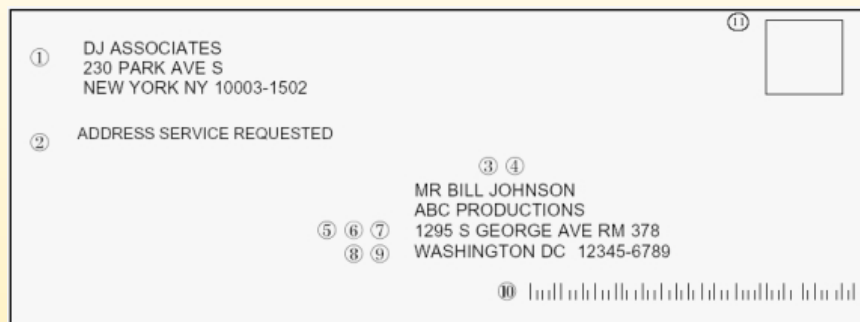 ⑪
① DJ ASSOCIATES
230 PARK AVE S
NEW YORK NY 10003-1502
② ADDRESS SERVICE REQUESTED
③ ④
MR BILL JOHNSON
ABC PRODUCTIONS
⑤ ⑥ ⑦ 1295 S GEORGE AVE RM 378
⑧ ⑨ WASHINGTON DC 12345-6789
⑩